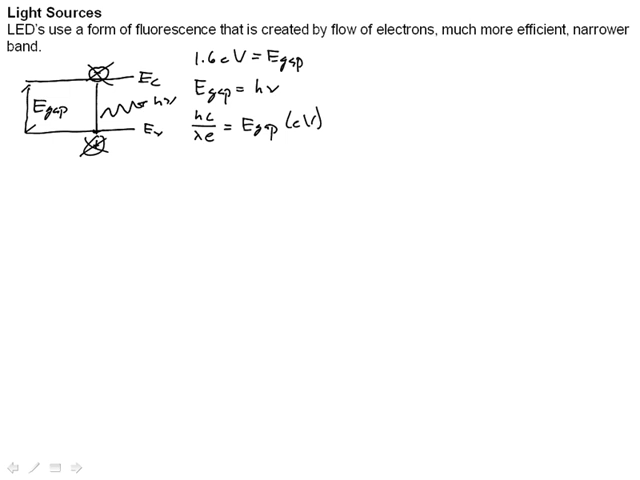 Light Sources
LED's use a form of fluorescence that is created by flow of electrons, much more efficient, narrower
band.
1.6 eV = Egap
Ec
Egap
hν
Egap = hν
Ev
hc/λe = Egap (eV)